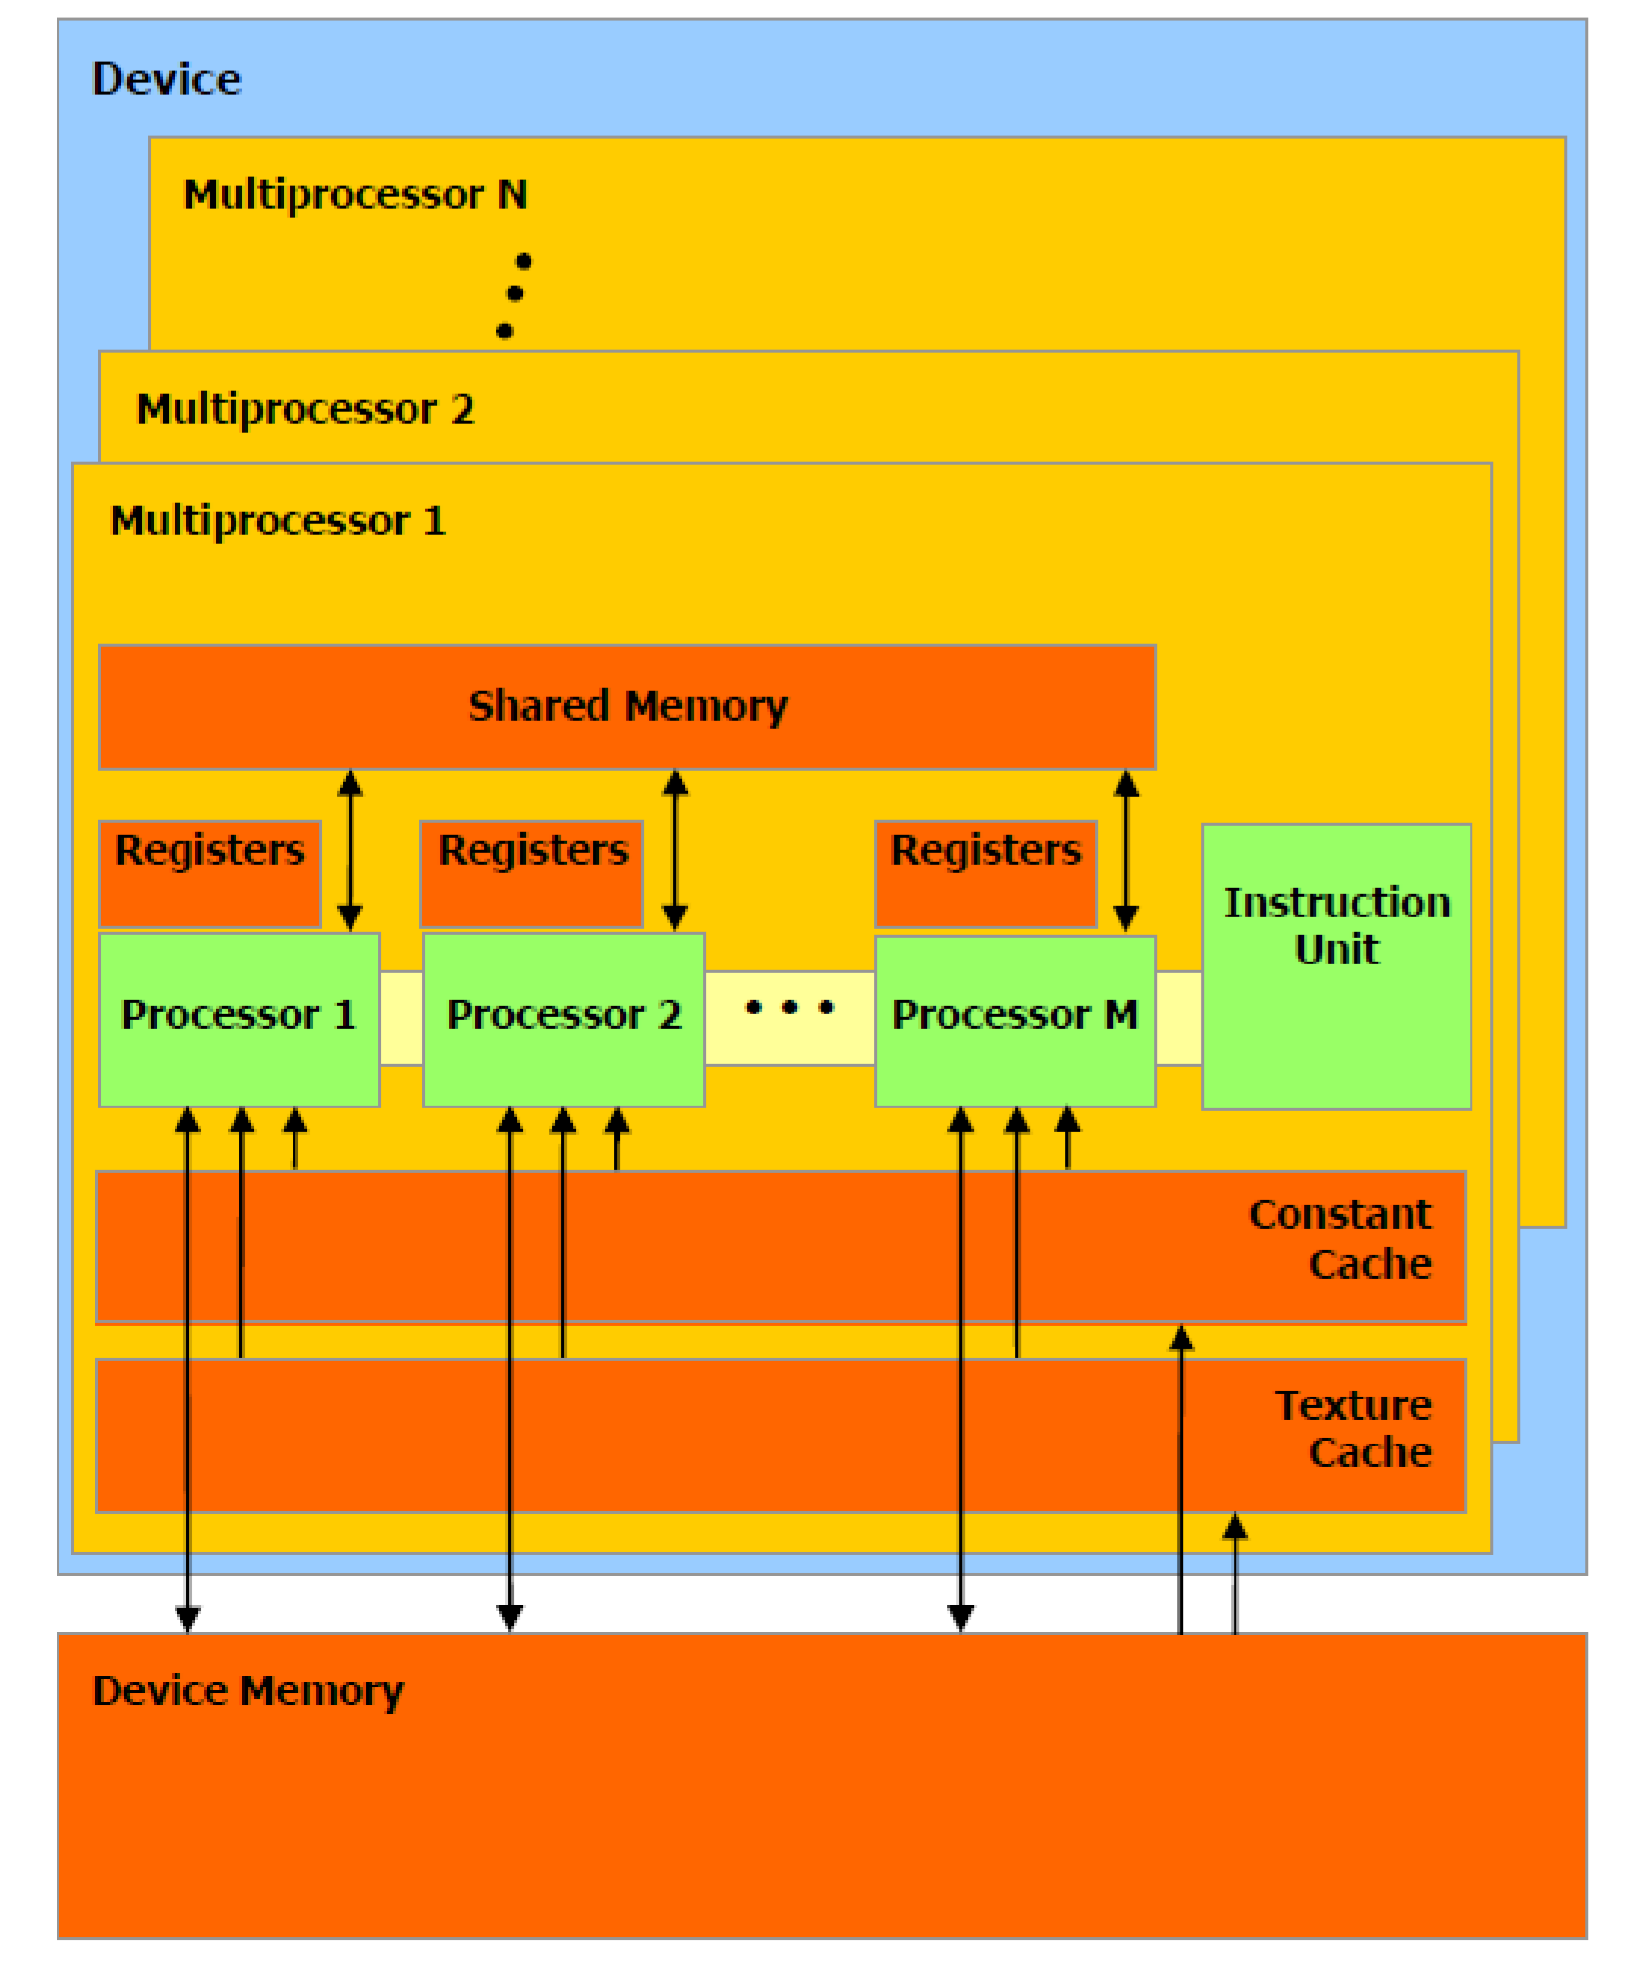 Device
Multiprocessor N
Multiprocessor 2
Multiprocessor 1
Shared Memory
Registers
Registers
Registers
Instruction
Unit
Processor 1
Processor 2
• • •
Processor M
Constant
Cache
Texture
Cache
Device Memory